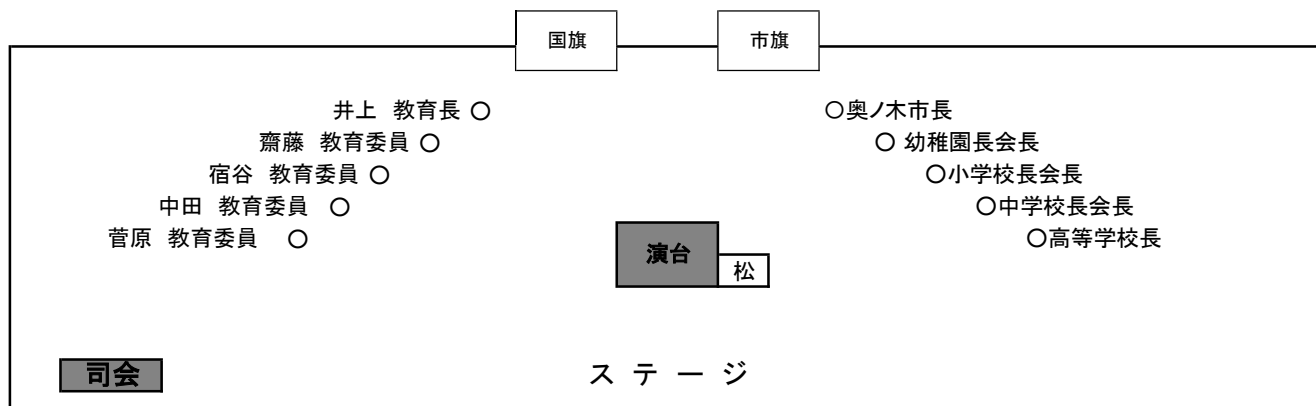 国旗 市旗
井上 教育長 ○ ○奥ノ木市長
齋藤 教育委員 ○ ○ 幼稚園長会長
宿谷 教育委員 ○ ○小学校長会長
中田 教育委員 ○ ○中学校長会長
菅原 教育委員 ○ ○高等学校長
演台
松
司会 ステージ